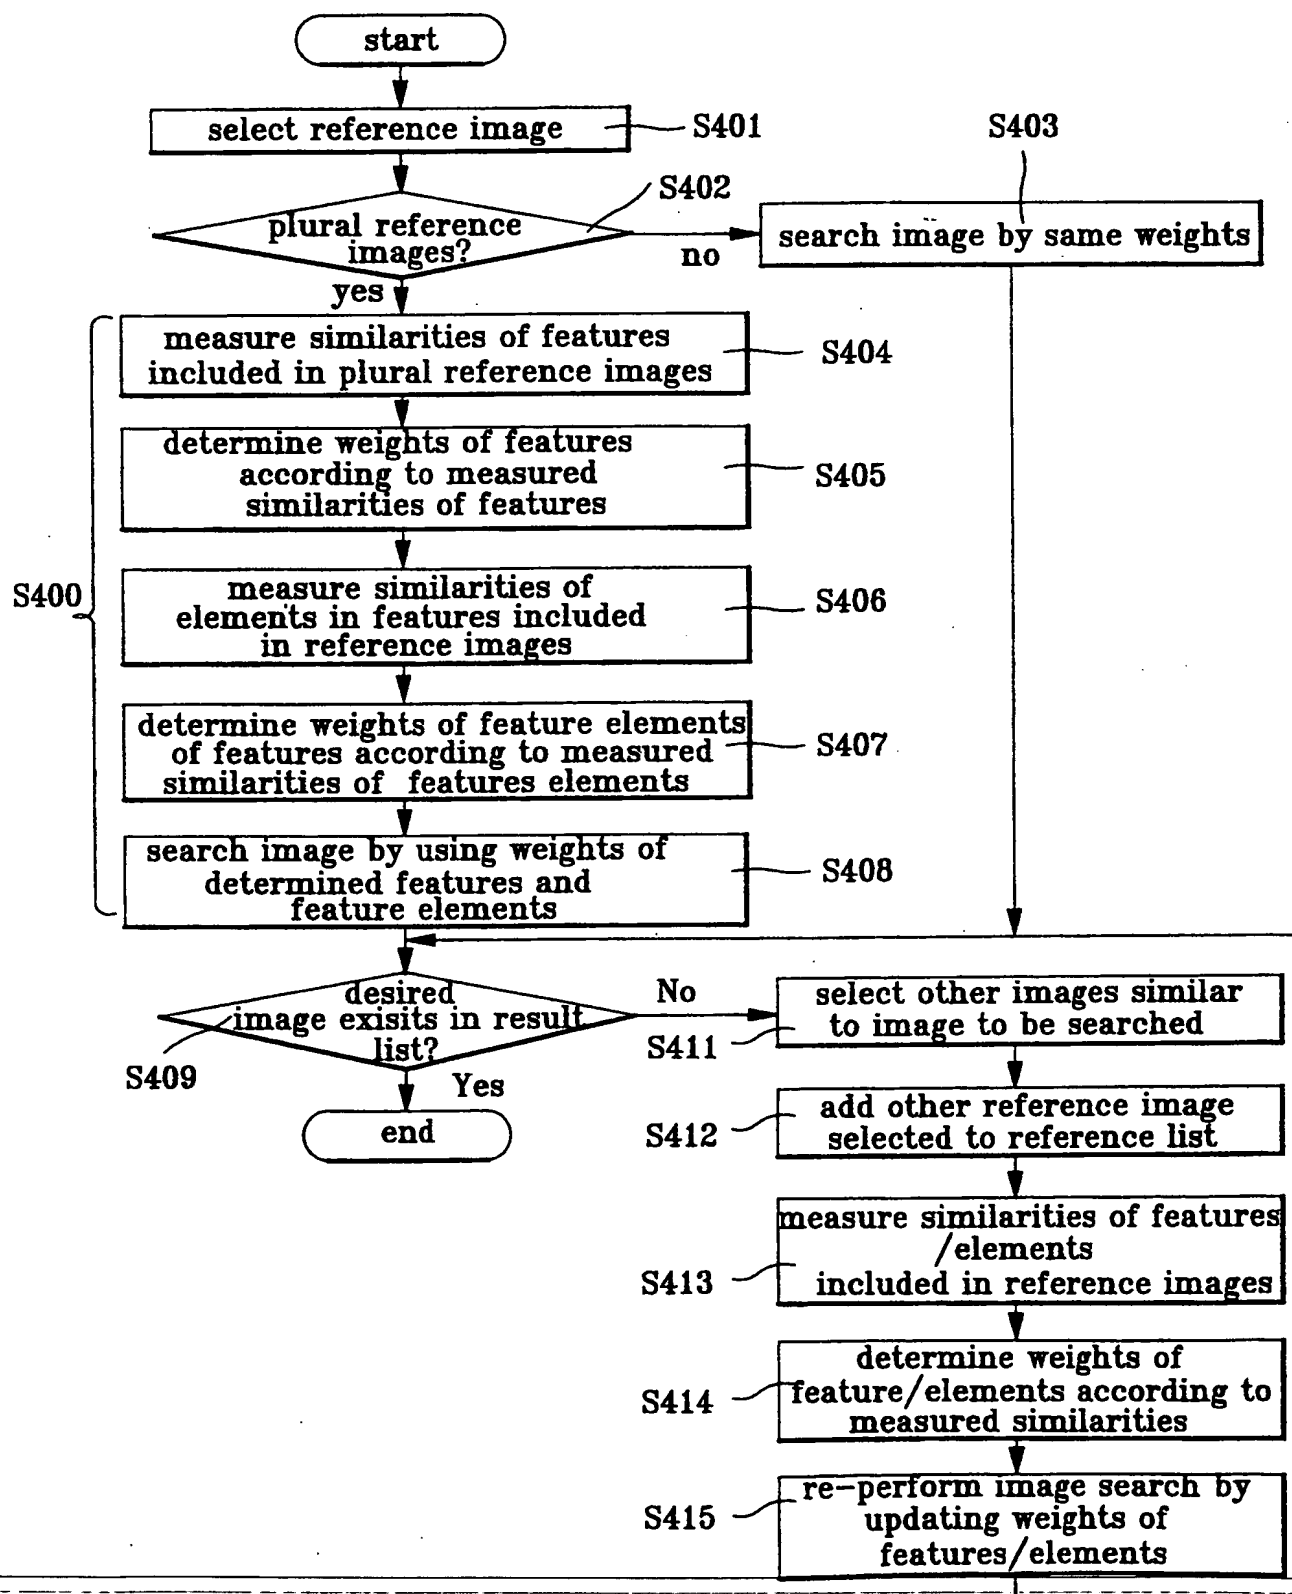 start
select reference image
S401
S403
S402
plural reference
images?
search image by same weights
no
yes
measure similarities of features
included in plural reference images
S404
determine weights of features
according to measured
similarities of features
S405
S400
measure similarities of
elements in features included
in reference images
S406
determine weights of feature elements
of features according to measured
similarities of features elements
S407
search image by using weights of
determined features and
feature elements
S408
desired
image exisits in result
list?
No
S409
Yes
end
select other images similar
to image to be searched
S411
add other reference image
selected to reference list
S412
measure similarities of features
/elements
included in reference images
S413
determine weights of
feature/elements according to
measured similarities
S414
re-perform image search by
updating weights of
features/elements
S415